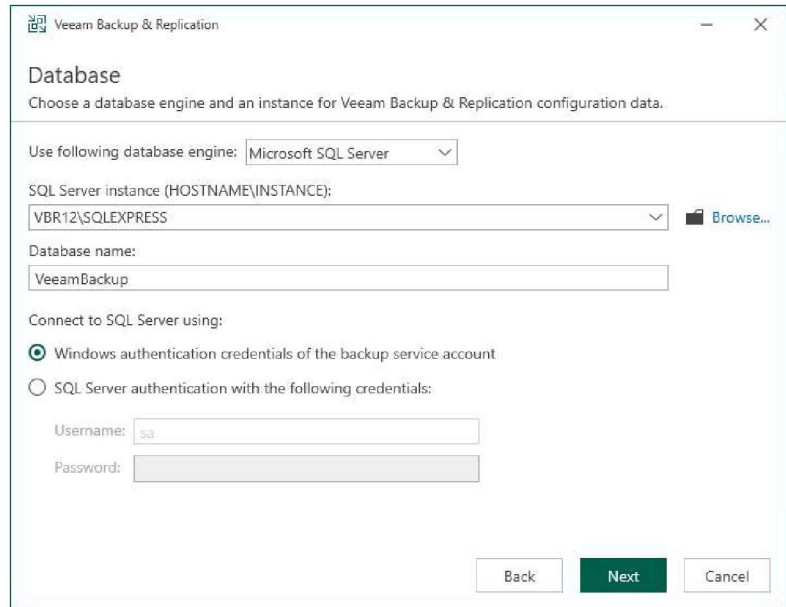 Veeam Backup & Replication
Database
Choose a database engine and an instance for Veeam Backup & Replication configuration data.
Use following database engine: Microsoft SQL Server
SQL Server instance (HOSTNAME\INSTANCE):
VBR12\SQLEXPRESS Browse...
Database name:
VeeamBackup
Connect to SQL Server using:
Windows authentication credentials of the backup service account
SQL Server authentication with the following credentials:
Username: sa
Password:
Back Next Cancel